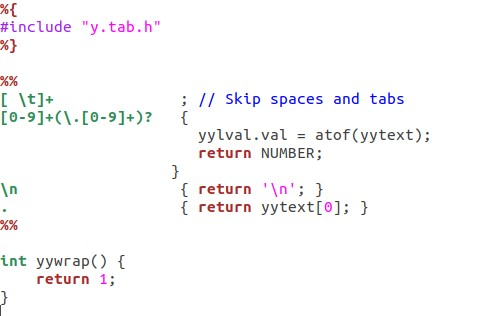 %{
#include "y.tab.h"
%}

%%
[ \t]+              ; // Skip spaces and tabs
[0-9]+(\.[0-9]+)?   {
                      yylval.val = atof(yytext);
                      return NUMBER;
                   }
\n                  { return '\n'; }
.                   { return yytext[0]; }
%%

int yywrap() {
    return 1;
}